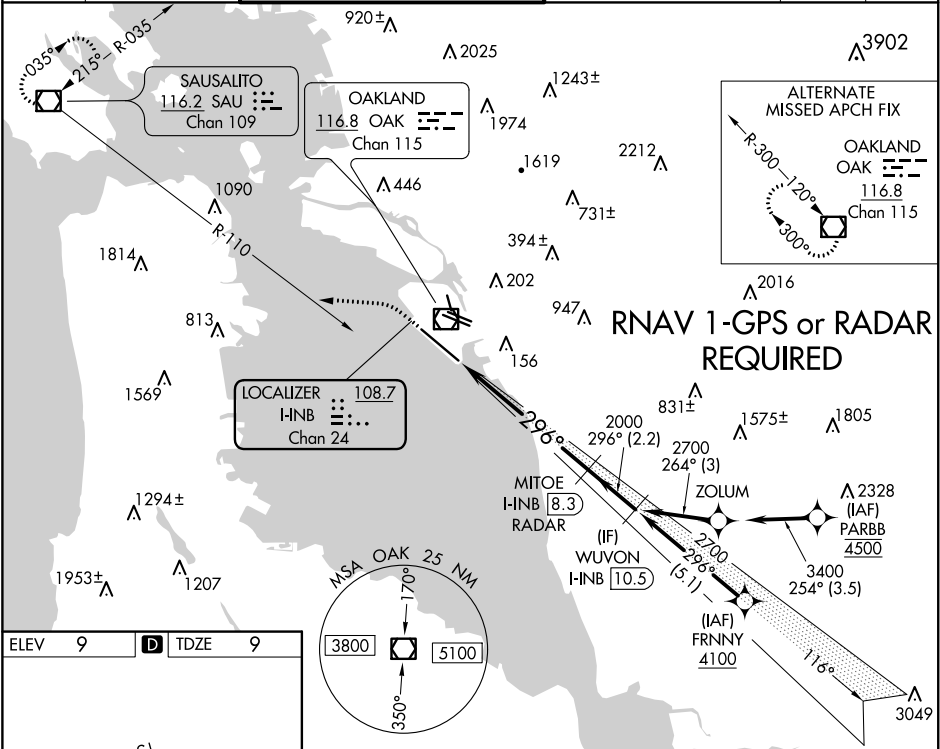 920±
2025
3902
035°
215°
R-035
1243±
SAUSALITO
116.2 SAU
Chan 109
OAKLAND
116.8 OAK
Chan 115
1974
ALTERNATE
MISSED APCH FIX
R-300
120°
300°
OAKLAND
OAK
116.8
Chan 115
1619
2212
446
1090
731±
R-110
394±
1814
202
2016
947
813
RNAV 1-GPS or RADAR
REQUIRED
156
1569
LOCALIZER 108.7
I-INB
Chan 24
831±
1575±
1805
296°
2000
296° (2.2)
2700
264° (3)
MITOE
I-INB 8.3
RADAR
ZOLUM
2328
(IAF)
PARBB
4500
1294±
(IF)
WUVON
I-INB 10.5
2700
296°
(5.1)
3400
254° (3.5)
1953±
1207
MSA OAK 25 NM
170°
3800
5100
350°
(IAF)
FRNNY
4100
116°
3049
ELEV 9 D TDZE 9